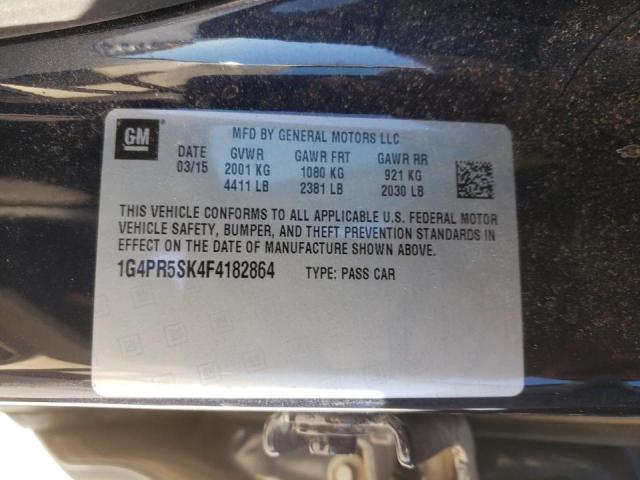 GM
MFD BY GENERAL MOTORS LLC
DATE GVWR GAWR FRT GAWR RR
03/15 2001 KG 1080 KG 921 KG
4411 LB 2381 LB 2030 LB
THIS VEHICLE CONFORMS TO ALL APPLICABLE U.S. FEDERAL MOTOR
VEHICLE SAFETY, BUMPER, AND THEFT PREVENTION STANDARDS IN
EFFECT ON THE DATE OF MANUFACTURE SHOWN ABOVE.
1G4PR5SK4F4182864 TYPE: PASS CAR